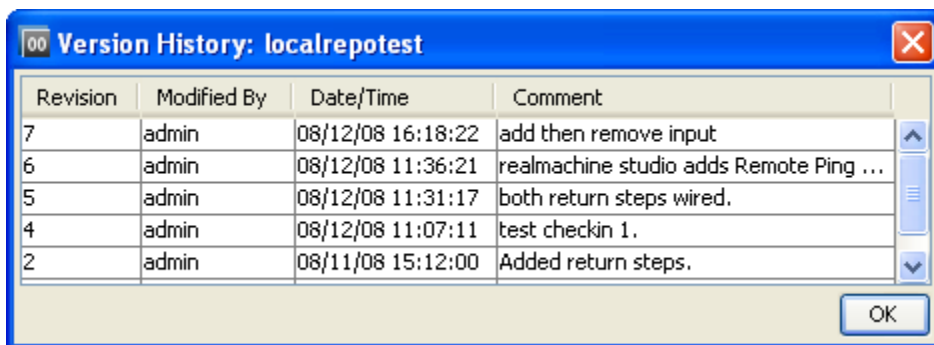 00 Version History: localrepotest
Revision Modified By Date/Time Comment
7 admin 08/12/08 16:18:22 add then remove input
6 admin 08/12/08 11:36:21 realmachine studio adds Remote Ping ...
5 admin 08/12/08 11:31:17 both return steps wired.
4 admin 08/12/08 11:07:11 test checkin 1.
2 admin 08/11/08 15:12:00 Added return steps.
OK